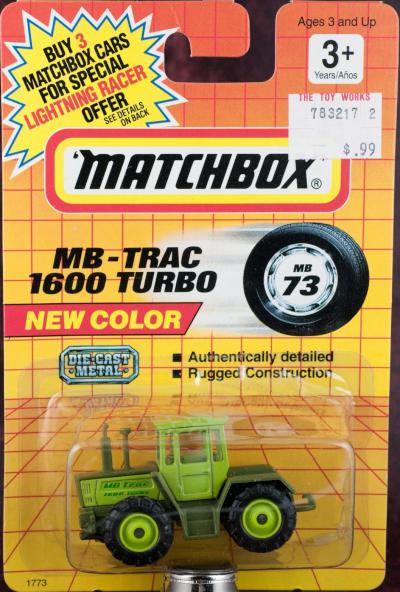 BUY 3
MATCHBOX CARS
FOR SPECIAL
LIGHTNING RACER
OFFER
SEE DETAILS
ON BACK
Ages 3 and Up
3+
Years/Años
THE TOY WORKS
783217 2
$.99
MATCHBOX®
MB-TRAC
1600 TURBO
MB
73
NEW COLOR
DIE-CAST
METAL
■ Authentically detailed
■ Rugged Construction
MB trac
1600 turbo
1773